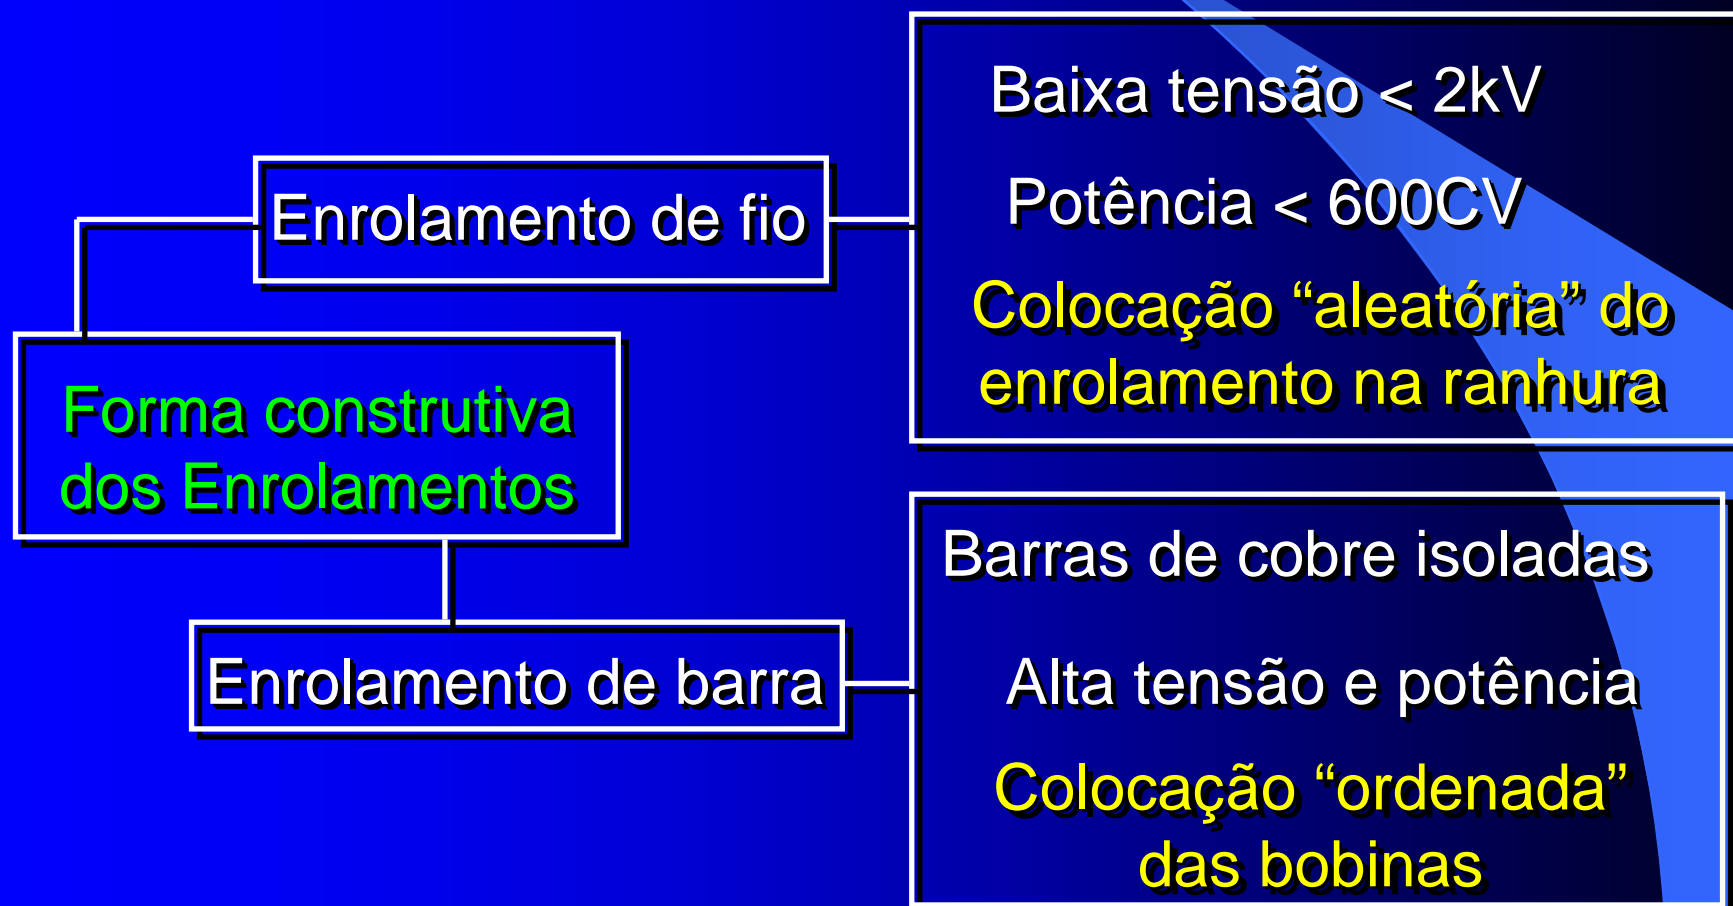 Baixa tensão < 2kV
Potência < 600CV
Colocação “aleatória” do
enrolamento na ranhura
Enrolamento de fio
Forma construtiva
dos Enrolamentos
Enrolamento de barra
Barras de cobre isoladas
Alta tensão e potência
Colocação “ordenada”
das bobinas